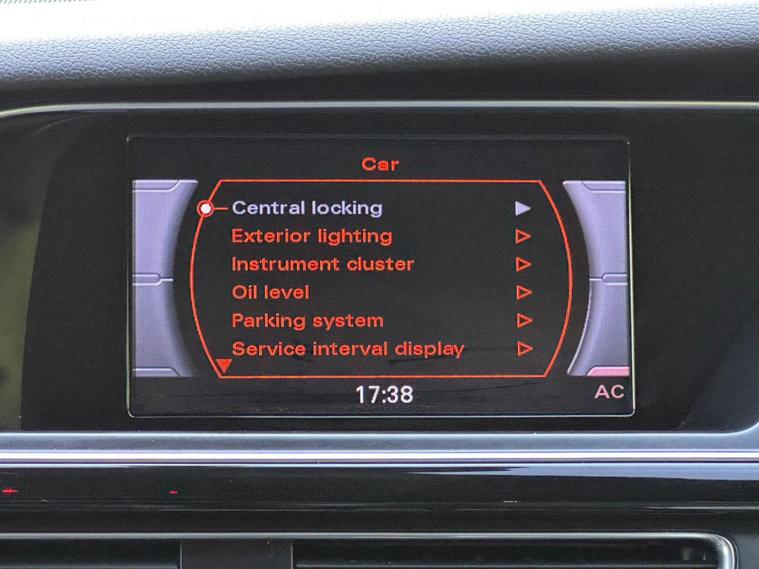 Car
Central locking
Exterior lighting
Instrument cluster
Oil level
Parking system
Service interval display
17:38
AC